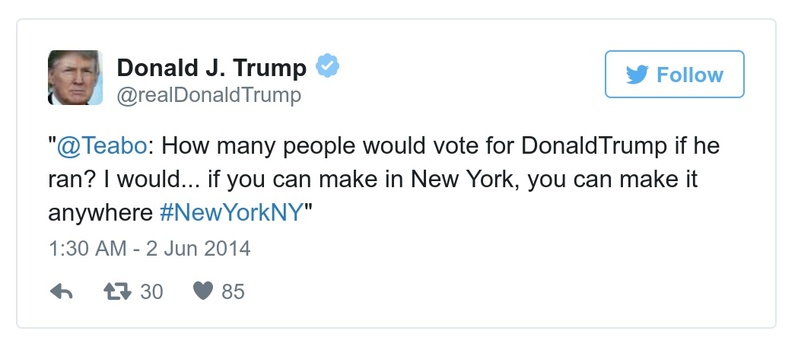 Donald J. Trump
@realDonaldTrump
Follow
"@Teabo: How many people would vote for DonaldTrump if he
ran? I would... if you can make in New York, you can make it
anywhere #NewYorkNY"
1:30 AM - 2 Jun 2014
30 85